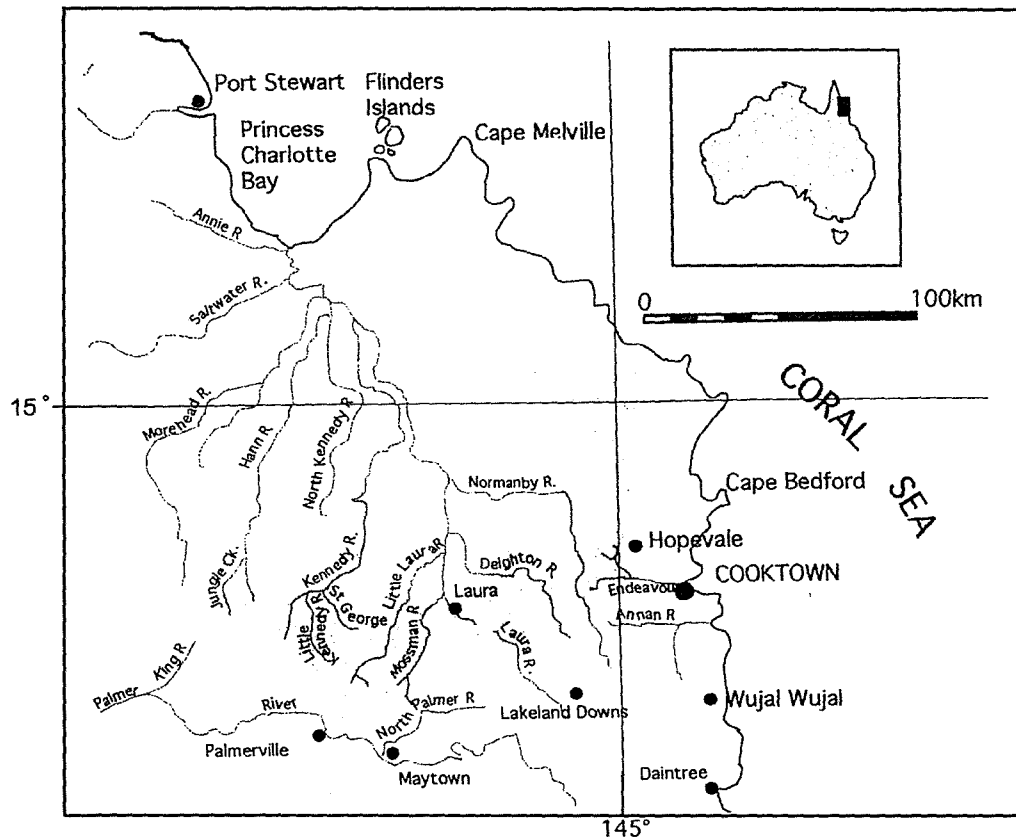 Port Stewart
Flinders
Islands
Cape Melville
Princess
Charlotte
Bay
Annie R
Saltwater R.
0
100km
CORAL
SEA
15°
Morehead R.
Hann R
North Kennedy R
Normanby R.
Cape Bedford
Hopevale
COOKTOWN
Endeavour
Annan R
Jungle Ck.
Kennedy R.
St George
Little
Kennedy R
Little Laura R
Deighton R
Laura
Mossman R
Laura R.
Lakeland Downs
Wujal Wujal
King R
Palmer
River
North Palmer R
Palmerville
Maytown
Daintree
145°